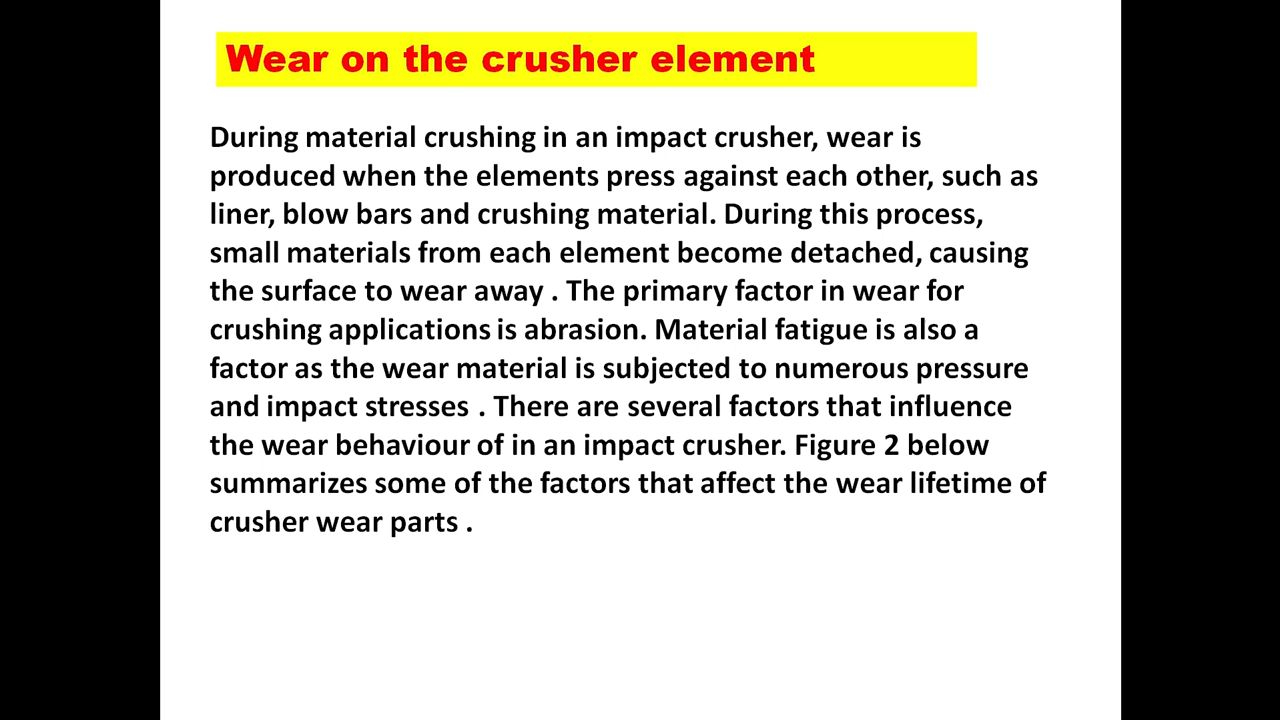 Wear on the crusher element
During material crushing in an impact crusher, wear is
produced when the elements press against each other, such as
liner, blow bars and crushing material. During this process,
small materials from each element become detached, causing
the surface to wear away . The primary factor in wear for
crushing applications is abrasion. Material fatigue is also a
factor as the wear material is subjected to numerous pressure
and impact stresses . There are several factors that influence
the wear behaviour of in an impact crusher. Figure 2 below
summarizes some of the factors that affect the wear lifetime of
crusher wear parts .